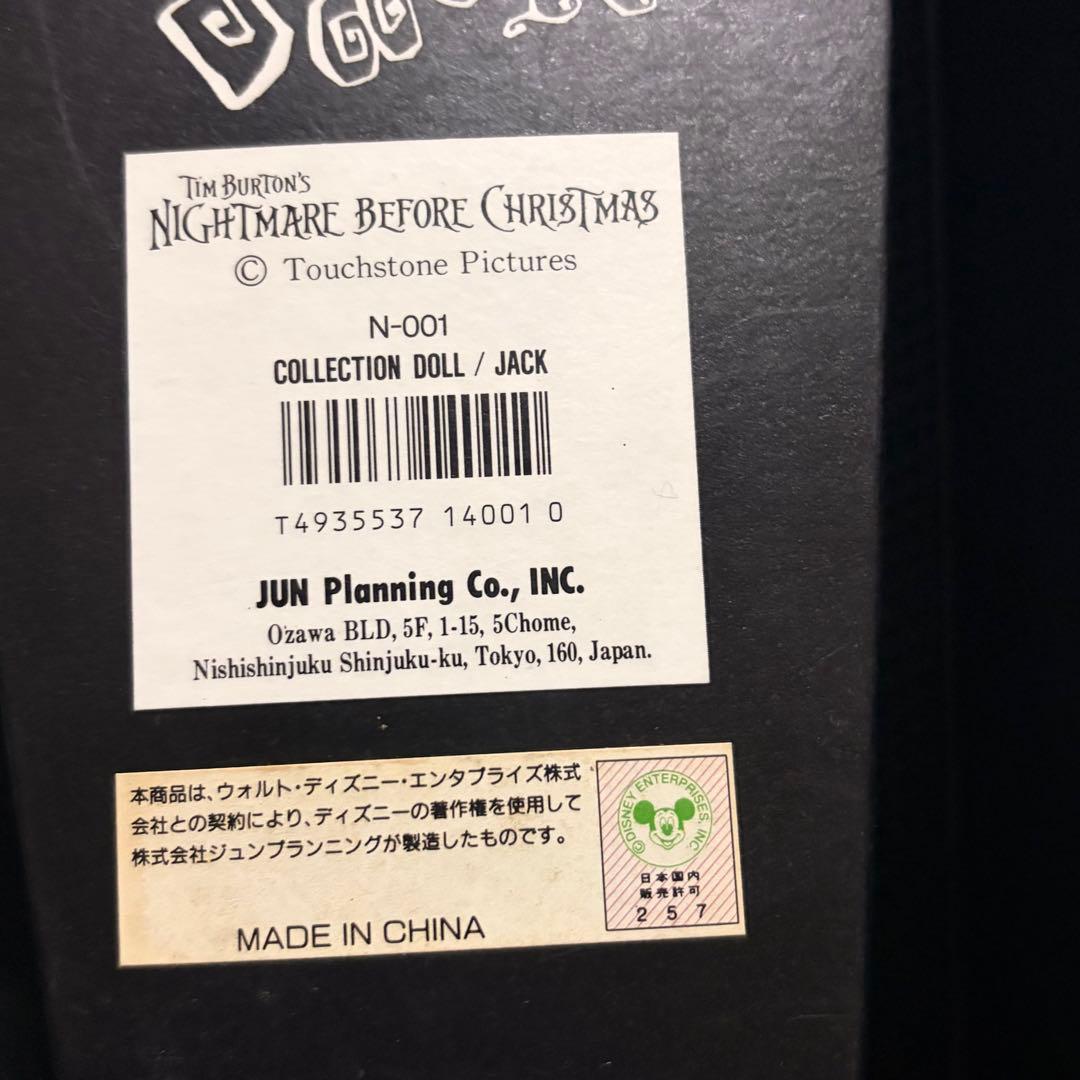 TIM BURTON'S
NIGHTMARE BEFORE CHRISTMAS
© Touchstone Pictures
N-001
COLLECTION DOLL / JACK
T4935537 14001 0
JUN Planning Co., INC.
Ozawa BLD, 5F, 1-15, 5Chome,
Nishishinjuku Shinjuku-ku, Tokyo, 160, Japan.
本商品は、ウォルト・ディズニー・エンタプライズ株式
会社との契約により、ディズニーの著作権を使用して
株式会社ジュンプランニングが製造したものです。
MADE IN CHINA
©DISNEY ENTERPRISES, INC.
日本国内
販売許可
257